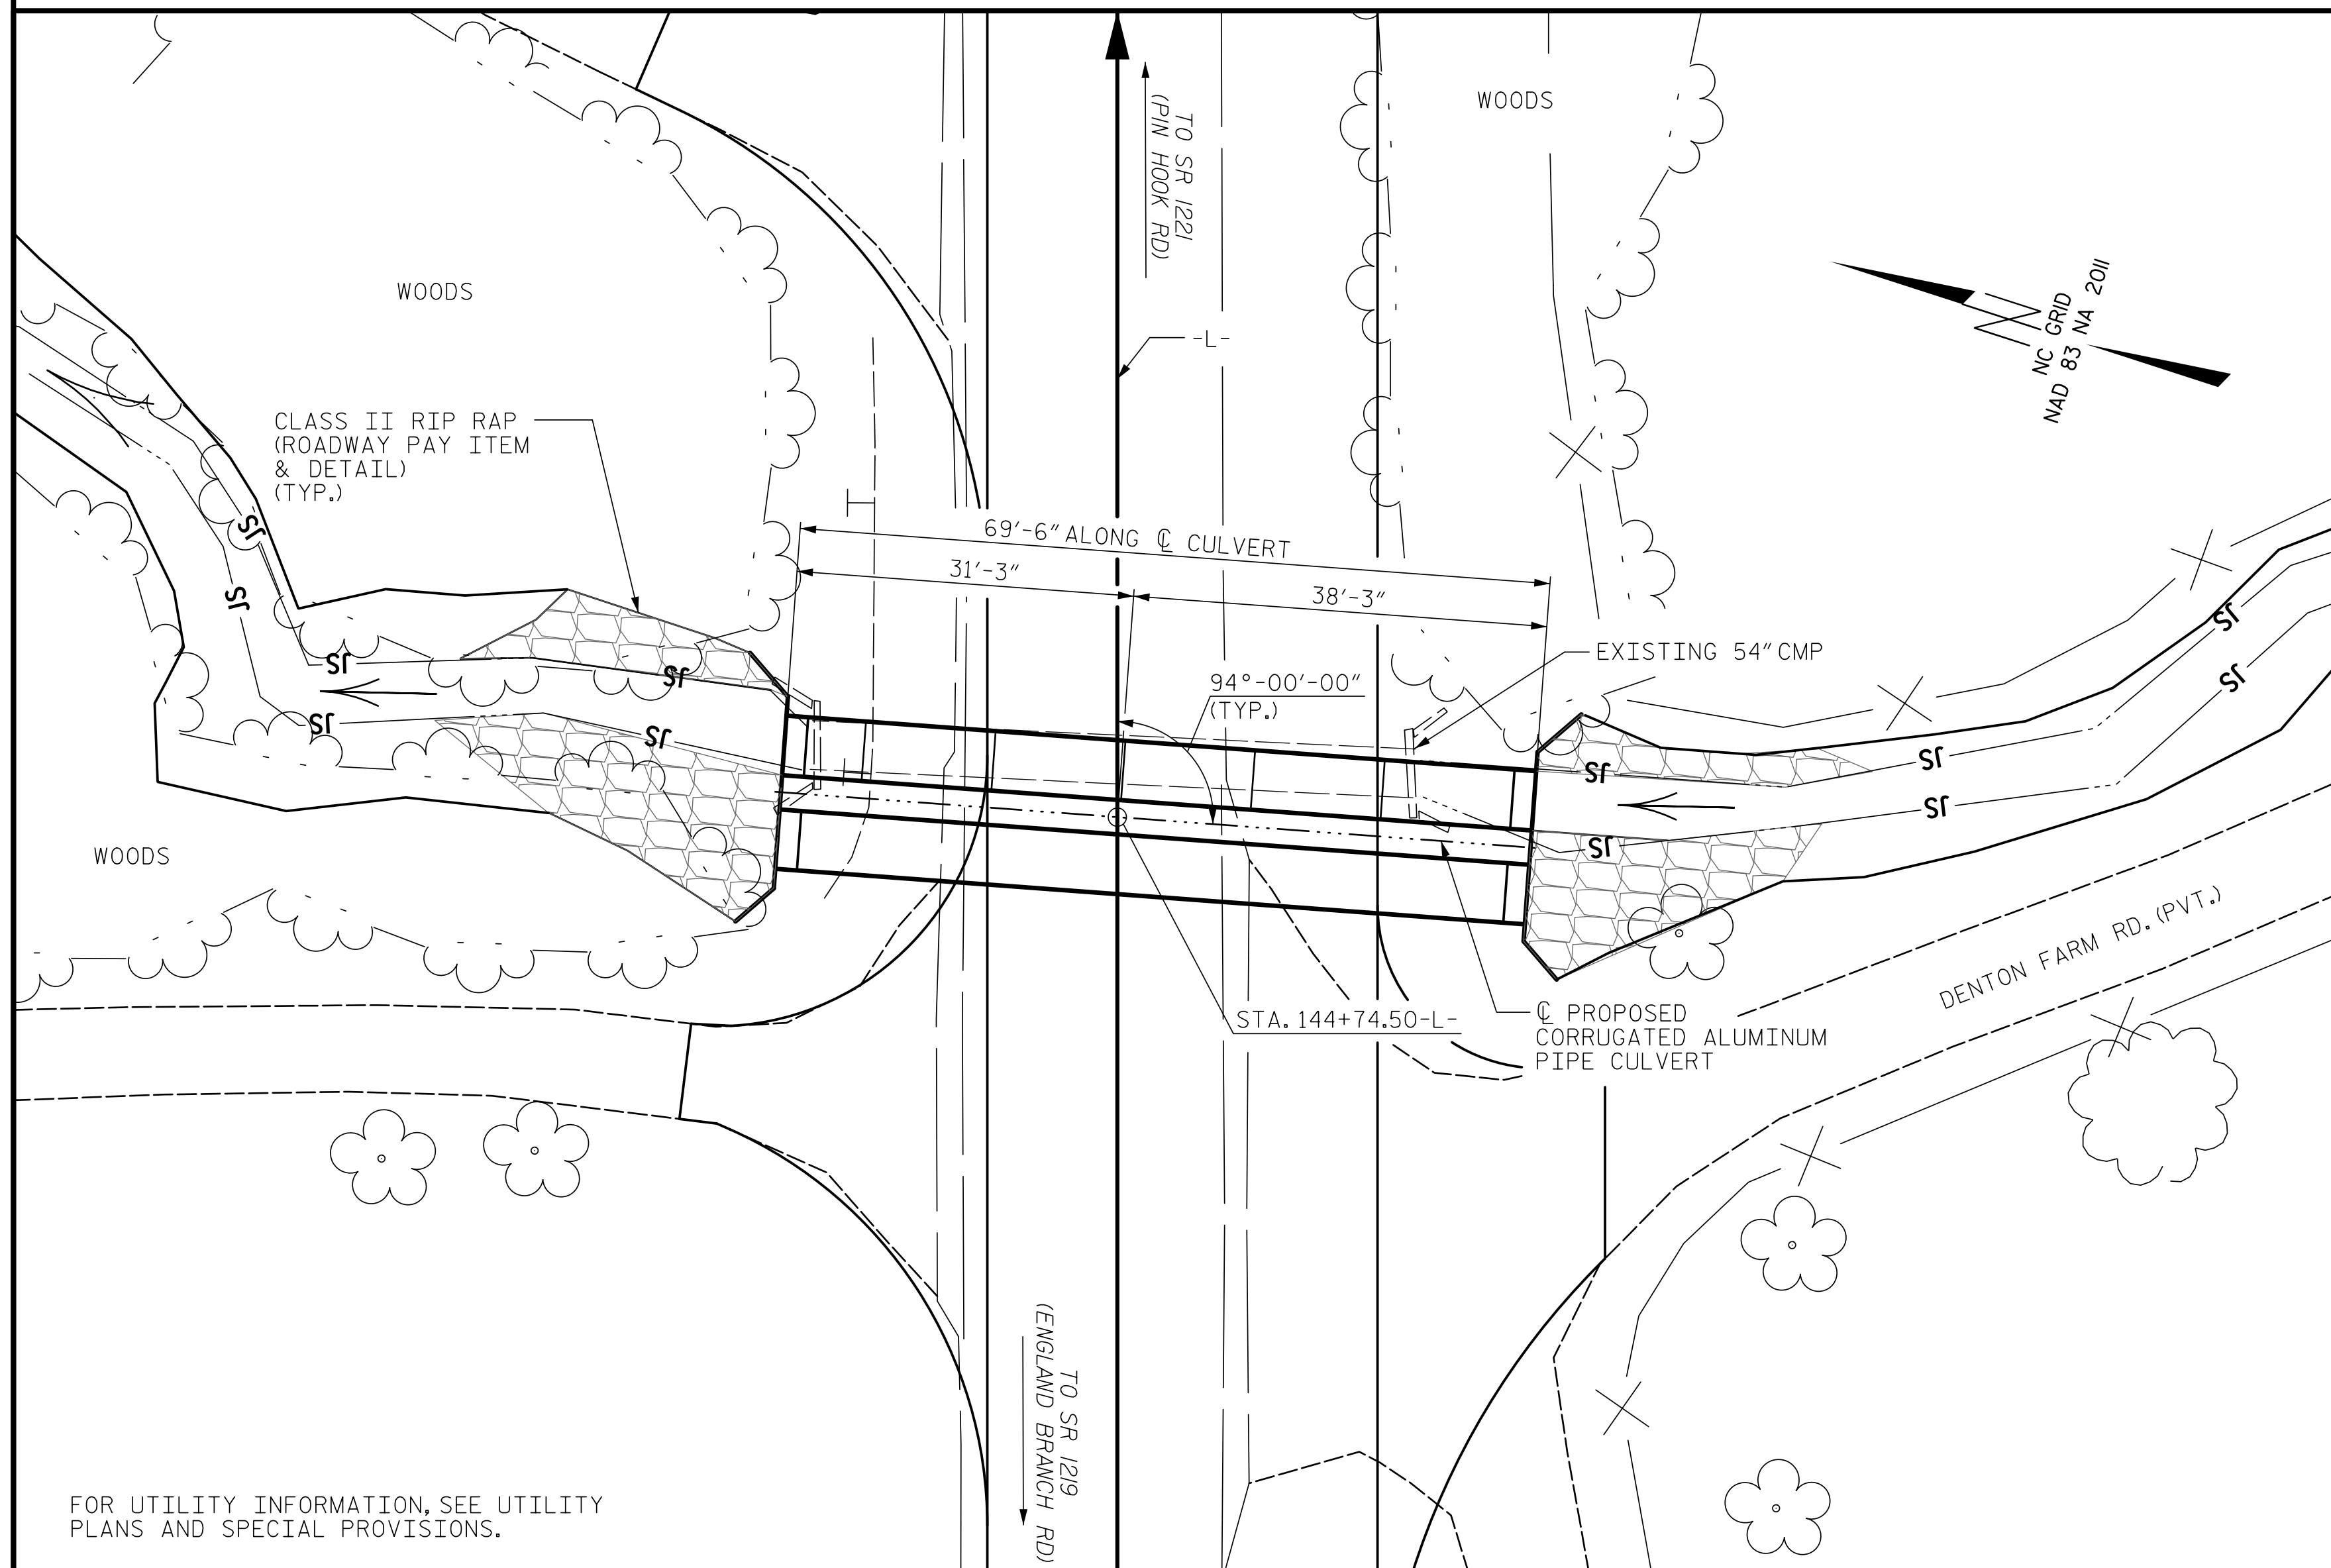 TO SR 1221
(PIN HOOK RD)
WOODS
WOODS
NC GRID
NAD 83 NA 2011
-L-
CLASS II RIP RAP
(ROADWAY PAY ITEM
& DETAIL)
(TYP.)
69'-6" ALONG ℄ CULVERT
31'-3"
38'-3"
EXISTING 54" CMP
94°-00'-00"
(TYP.)
JS
JS
JS
JS
JS
JS
JS
JS
JS
JS
JS
JS
WOODS
DENTON FARM RD. (PVT.)
STA. 144+74.50-L-
℄ PROPOSED
CORRUGATED ALUMINUM
PIPE CULVERT
TO SR 1219
(ENGLAND BRANCH RD)
FOR UTILITY INFORMATION, SEE UTILITY
PLANS AND SPECIAL PROVISIONS.